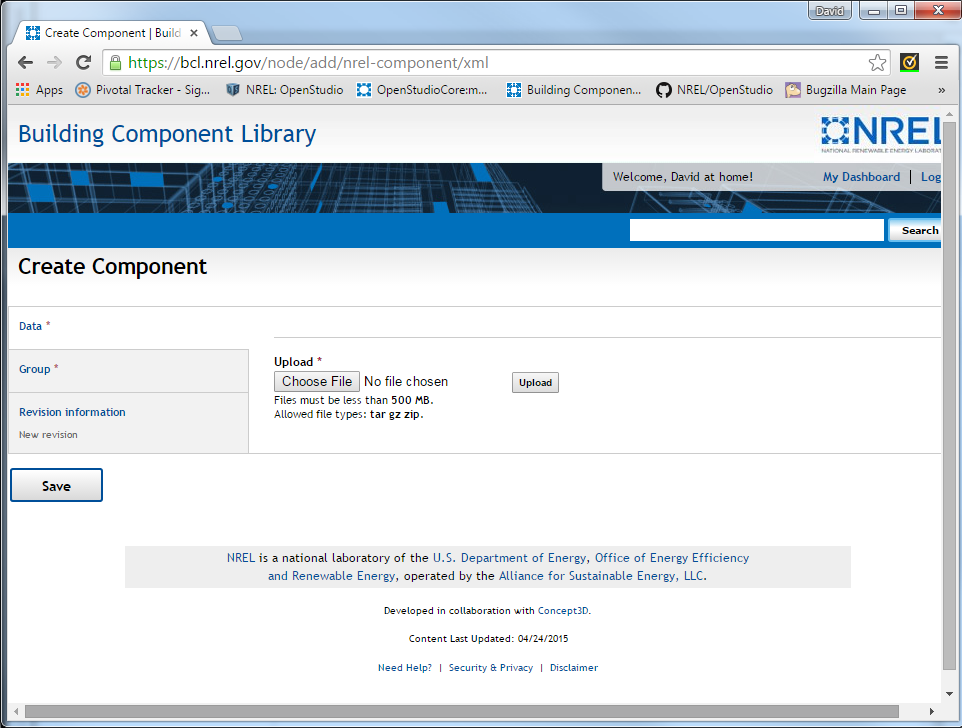 David
Create Component | Build
https://bcl.nrel.gov/node/add/nrel-component/xml
Apps Pivotal Tracker - Sig... NREL: OpenStudio OpenStudioCore:m... Building Componen... NREL/OpenStudio Bugzilla Main Page »
Building Component Library
NREL
NATIONAL RENEWABLE ENERGY LABORAT
Welcome, David at home! My Dashboard | Log
Search
Create Component
Data *
Group *
Revision information
New revision
Upload *
Choose File No file chosen Upload
Files must be less than 500 MB.
Allowed file types: tar gz zip.
Save
NREL is a national laboratory of the U.S. Department of Energy, Office of Energy Efficiency
and Renewable Energy, operated by the Alliance for Sustainable Energy, LLC.
Developed in collaboration with Concept3D.
Content Last Updated: 04/24/2015
Need Help? | Security & Privacy | Disclaimer